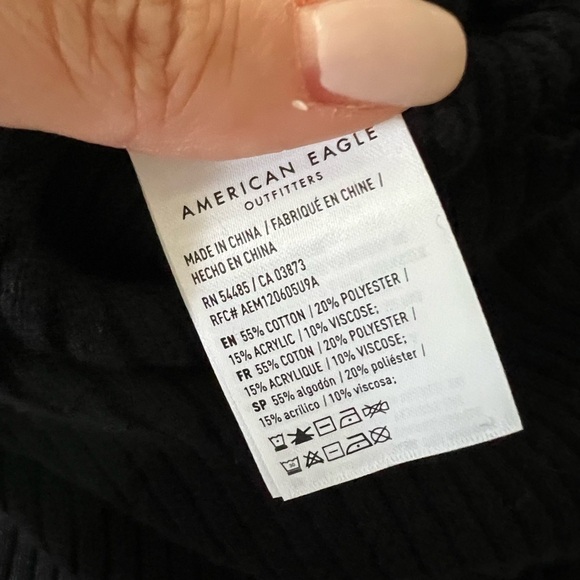 AMERICAN EAGLE
OUTFITTERS
MADE IN CHINA / FABRIQUÉ EN CHINE /
HECHO EN CHINA
RN 54485 / CA 03873
RFC# AEM120605U9A
EN 55% COTTON / 20% POLYESTER /
15% ACRYLIC / 10% VISCOSE;
FR 55% COTON / 20% POLYESTER /
15% ACRYLIQUE / 10% VISCOSE;
SP 55% algodón / 20% poliéster /
15% acrílico / 10% viscosa;